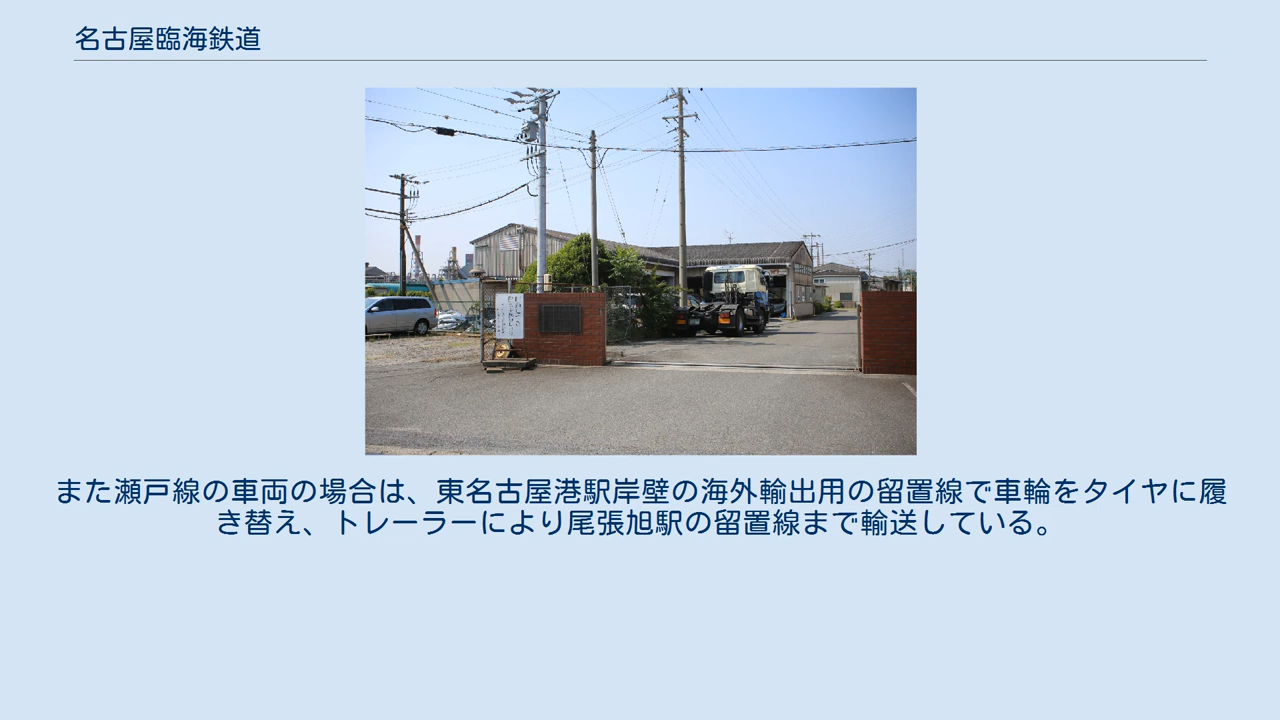 名古屋臨海鉄道
また瀬戸線の車両の場合は、東名古屋港駅岸壁の海外輸出用の留置線で車輪をタイヤに履
き替え、トレーラーにより尾張旭駅の留置線まで輸送している。